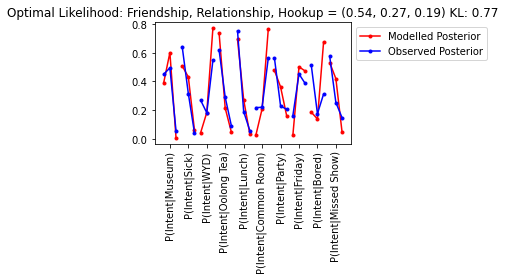 Optimal Likelihood: Friendship, Relationship, Hookup = (0.54, 0.27, 0.19) KL: 0.77
0.8
0.6
0.4
0.2
0.0
Modelled Posterior
Observed Posterior
P(Intent|Museum)
P(Intent|Sick)
P(Intent|WYD)
P(Intent|Oolong Tea)
P(Intent|Lunch)
P(Intent|Common Room)
P(Intent|Party)
P(Intent|Friday)
P(Intent|Bored)
P(Intent|Missed Show)